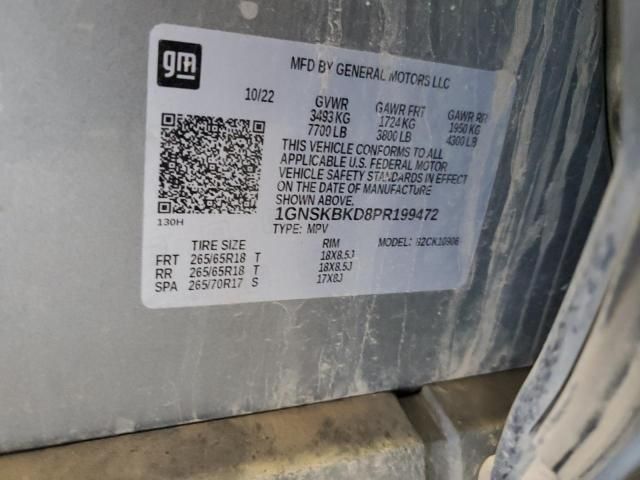 gm
MFD BY GENERAL MOTORS LLC
10/22 GVWR GAWR FRT GAWR RR
3493 KG 1724 KG 1950 KG
7700 LB 3800 LB 4300 LB
THIS VEHICLE CONFORMS TO ALL
APPLICABLE U.S. FEDERAL MOTOR
VEHICLE SAFETY STANDARDS IN EFFECT
ON THE DATE OF MANUFACTURE
SHOWN ABOVE.
130H
1GNSKBKD8PR199472
TYPE: MPV MODEL:
TIRE SIZE RIM
FRT 265/65R18 T 18X8.5J
RR 265/65R18 T 18X8.5J
SPA 265/70R17 S 17X8J